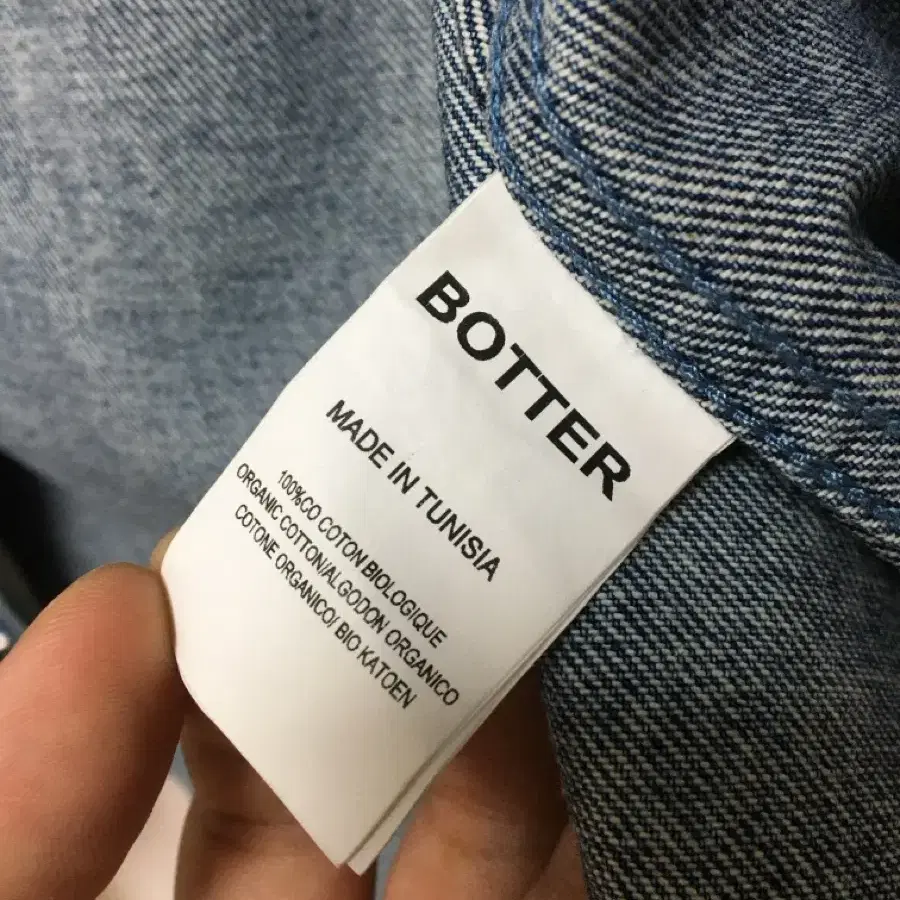 BOTTER
MADE IN TUNISIA
100%CO COTON BIOLOGIQUE
ORGANIC COTTON/ALGODON ORGANICO
COTONE ORGANICO/ BIO KATOEN